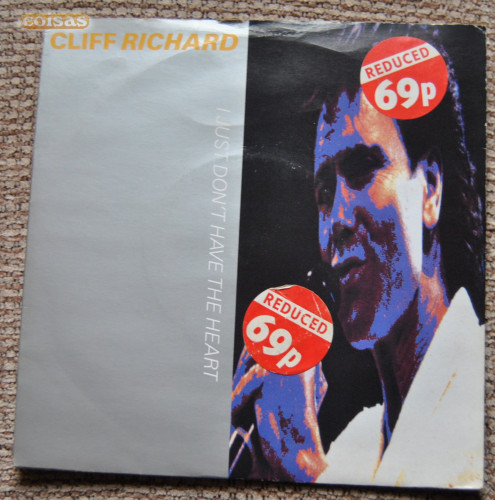 coisas
CLIFF RICHARD
I JUST DON'T HAVE THE HEART
REDUCED
69p
REDUCED
69p